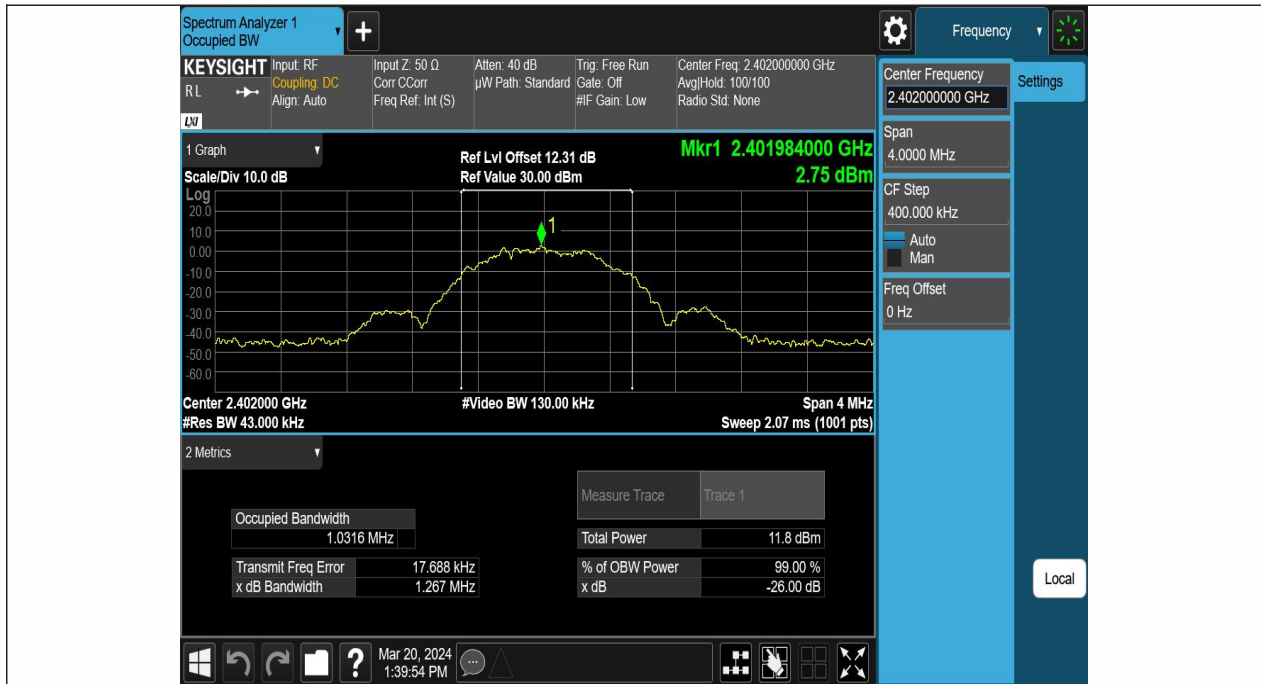 Spectrum Analyzer 1
Occupied BW
+
Frequency
KEYSIGHT
RL
LXI
Input: RF
Coupling: DC
Align: Auto
Input Z: 50 Ω
Corr CCorr
Freq Ref: Int (S)
Atten: 40 dB
µW Path: Standard
Trig: Free Run
Gate: Off
#IF Gain: Low
Center Freq: 2.402000000 GHz
Avg|Hold: 100/100
Radio Std: None
Center Frequency
2.402000000 GHz
Settings
Span
4.0000 MHz
CF Step
400.000 kHz
Auto
Man
Freq Offset
0 Hz
1 Graph
Scale/Div 10.0 dB
Ref Lvl Offset 12.31 dB
Ref Value 30.00 dBm
Mkr1 2.401984000 GHz
2.75 dBm
Log
20.0
10.0
0.00
-10.0
-20.0
-30.0
-40.0
-50.0
-60.0
1
Center 2.402000 GHz
#Video BW 130.00 kHz
Span 4 MHz
#Res BW 43.000 kHz
Sweep 2.07 ms (1001 pts)
2 Metrics
Measure Trace Trace 1
Occupied Bandwidth
1.0316 MHz
Total Power 11.8 dBm
Transmit Freq Error 17.688 kHz
% of OBW Power 99.00 %
x dB Bandwidth 1.267 MHz
x dB -26.00 dB
Local
?
Mar 20, 2024
1:39:54 PM